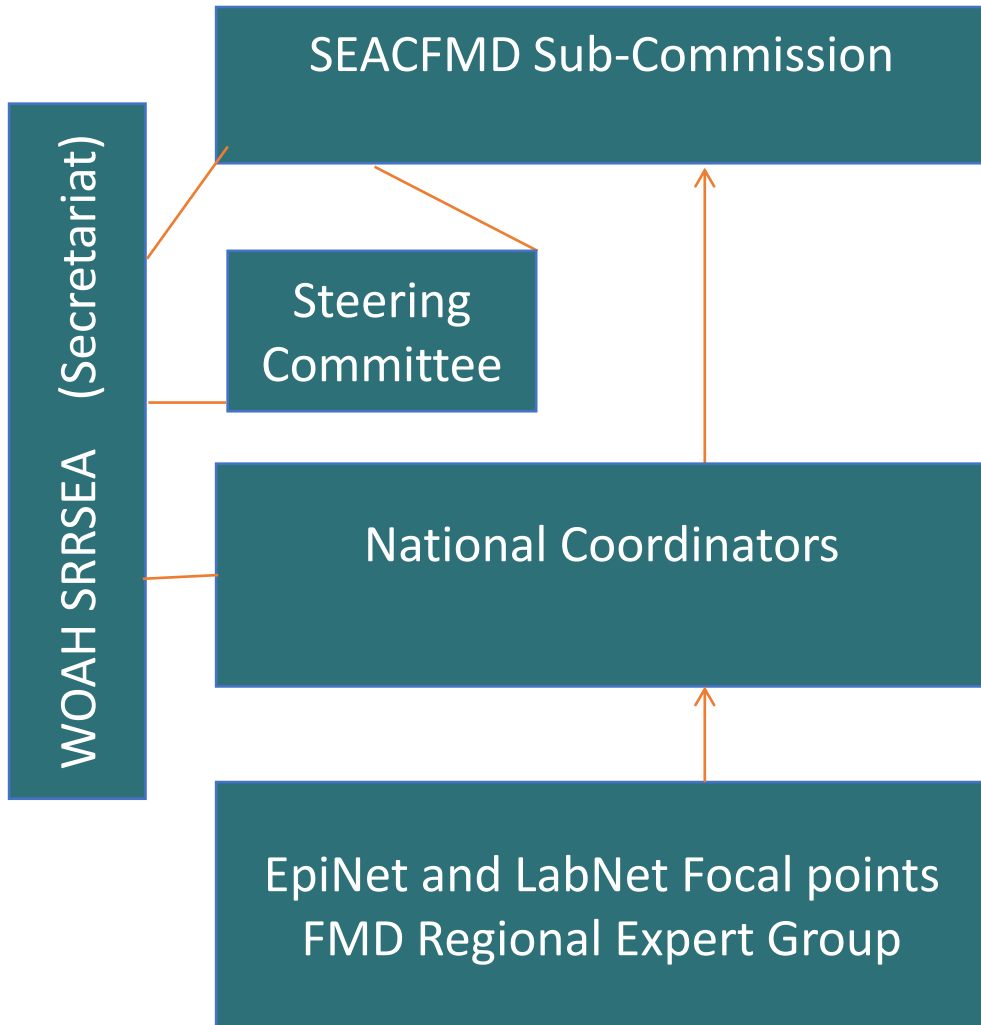 SEACFMD Sub-Commission
WOAH SRRSEA (Secretariat)
Steering
Committee
National Coordinators
EpiNet and LabNet Focal points
FMD Regional Expert Group